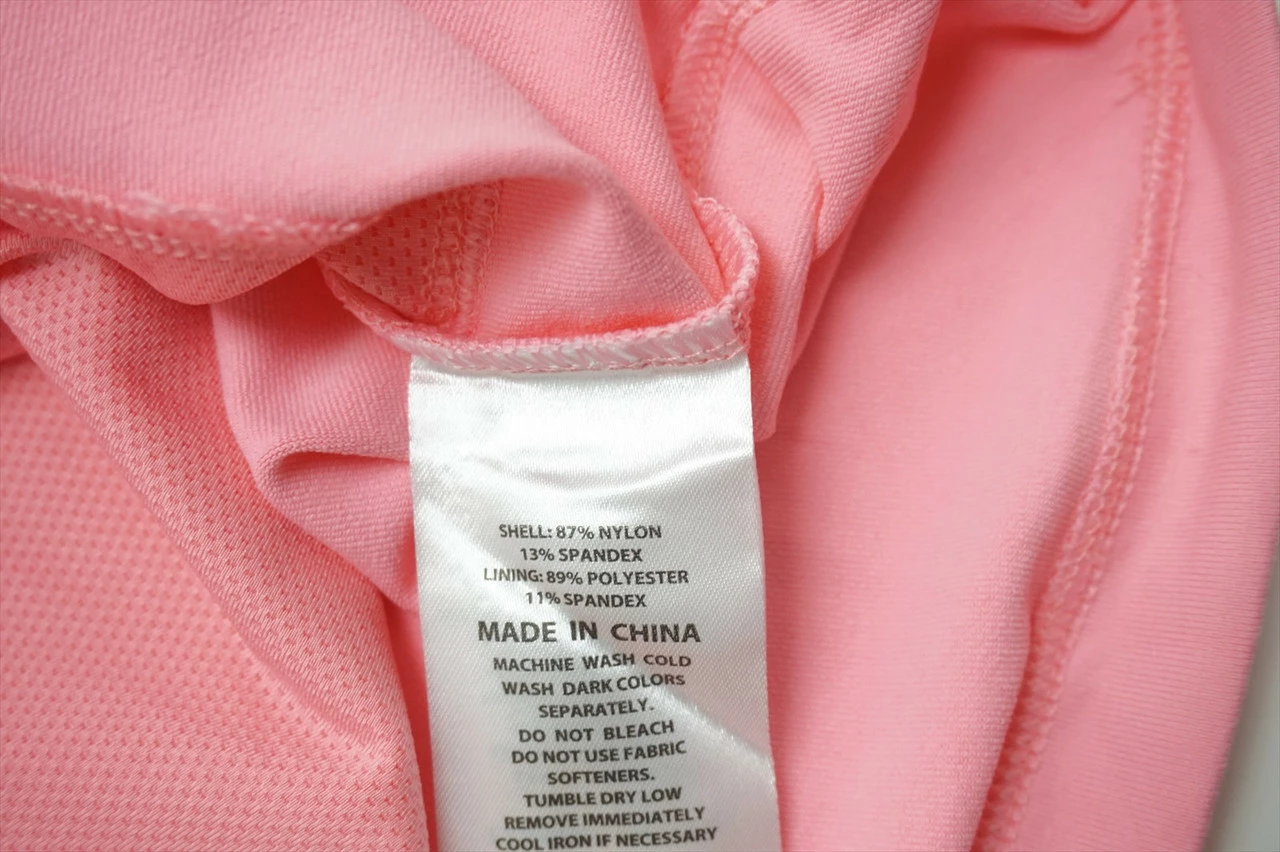 SHELL: 87% NYLON
13% SPANDEX
LINING: 89% POLYESTER
11% SPANDEX
MADE IN CHINA
MACHINE WASH COLD
WASH DARK COLORS
SEPARATELY.
DO NOT BLEACH
DO NOT USE FABRIC
SOFTENERS.
TUMBLE DRY LOW
REMOVE IMMEDIATELY
COOL IRON IF NECESSARY